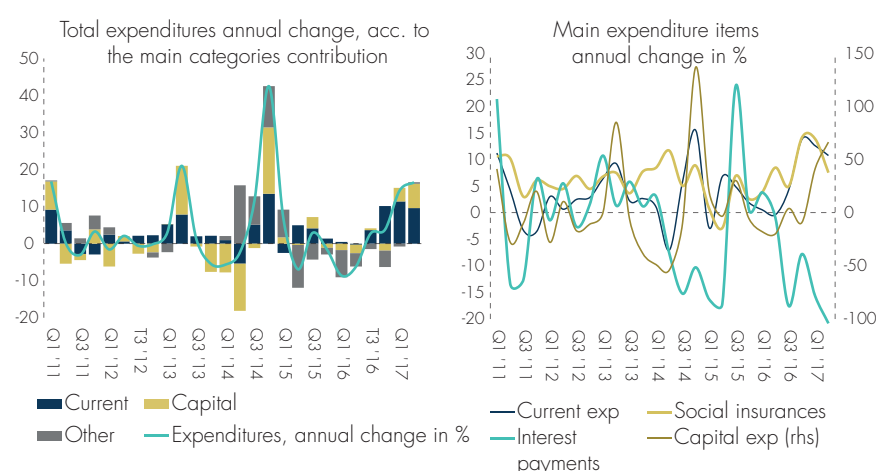 Total expenditures annual change, acc. to
the main categories contribution
50
40
30
20
10
0
-10
-20
Q1 '11
Q3 '11
Q1 '12
T3 '12
Q1 '13
Q3 '13
Q1 '14
Q3 '14
Q1 '15
Q3 '15
Q1 '16
T3 '16
Q1 '17
Current
Capital
Other
Expenditures, annual change in %
Main expenditure items
annual change in %
30
25
20
15
10
5
0
-5
-10
-15
-20
150
100
50
0
-50
-100
Q1 '11
Q3 '11
Q1 '12
Q3 '12
Q1 '13
Q3 '13
Q1 '14
Q3 '14
Q1 '15
Q3 '15
Q1 '16
Q3 '16
Q1 '17
Current exp
Social insurances
Interest
payments
Capital exp (rhs)